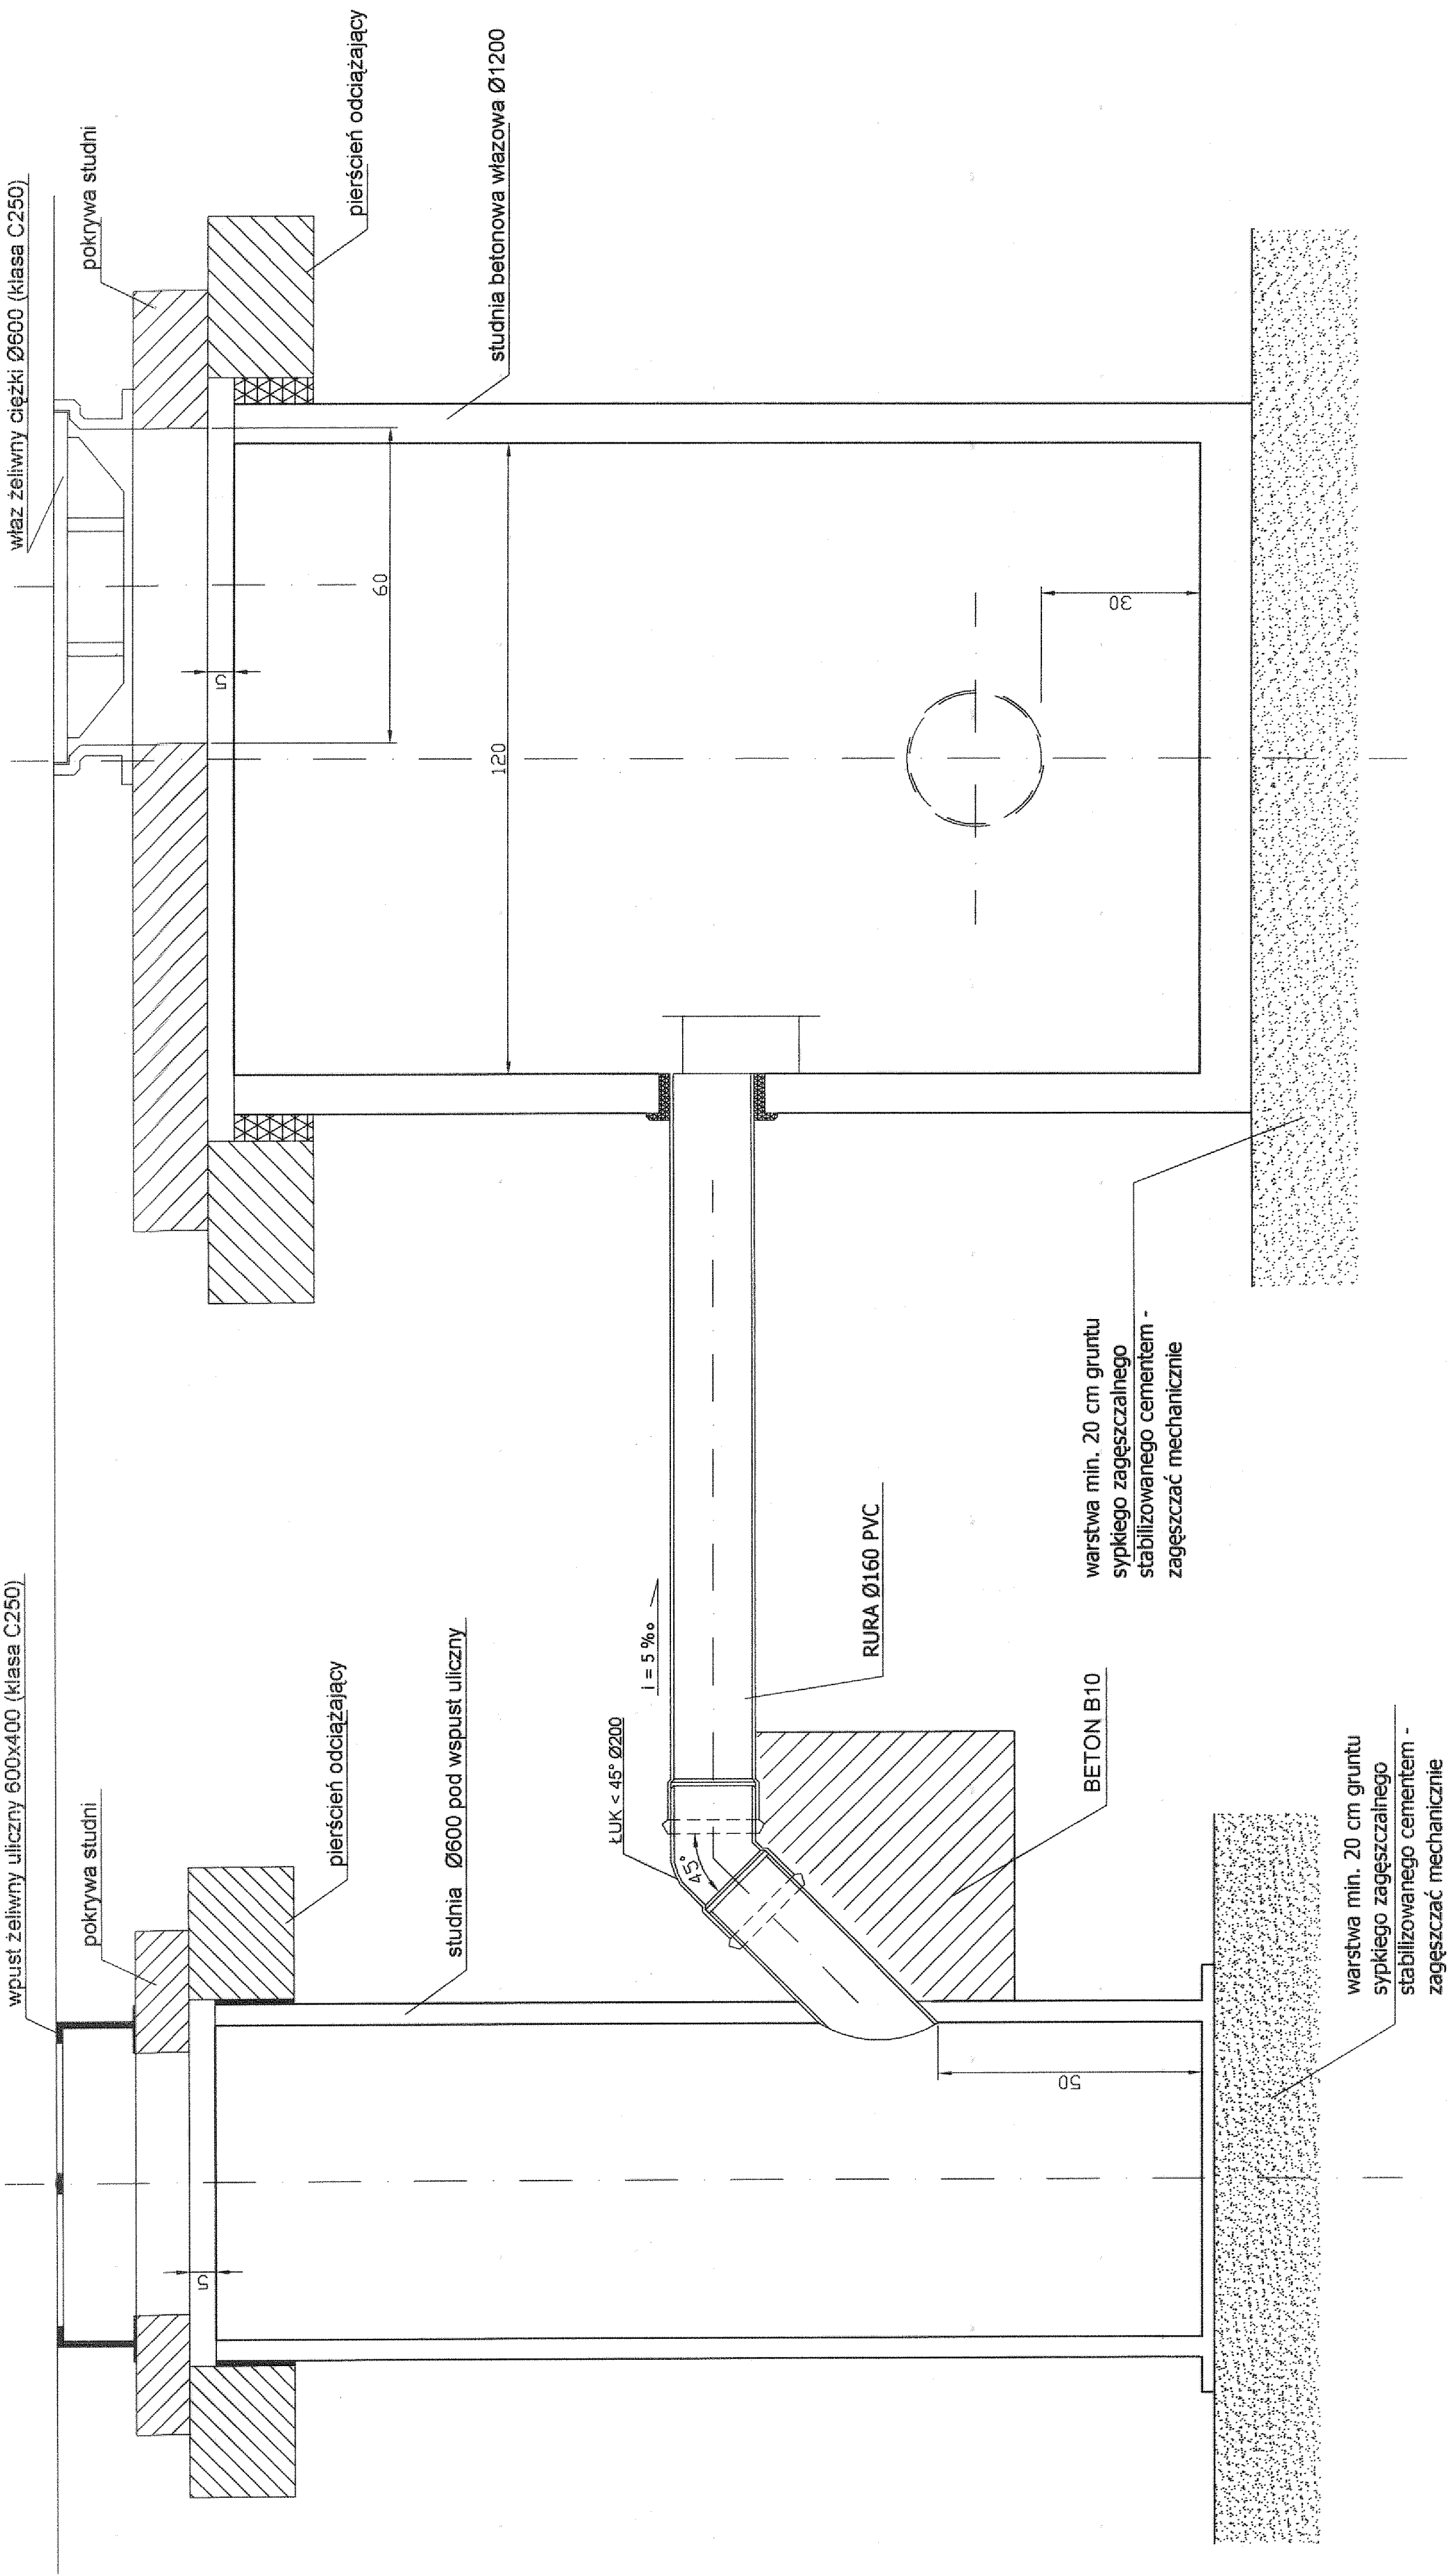 wpust żeliwny uliczny 600x400 (klasa C250)
właz żeliwny ciężki Ø600 (klasa C250)
pokrywa studni
pokrywa studni
pierścień odciążający
pierścień odciążający
studnia Ø600 pod wspust uliczny
studnia betonowa włazowa Ø1200
5
5
60
120
i = 5 ‰
ŁUK < 45° Ø200
45°
RURA Ø160 PVC
BETON B10
50
30
warstwa min. 20 cm gruntu
sypkiego zagęszczalnego
stabilizowanego cementem -
zagęszczać mechanicznie
warstwa min. 20 cm gruntu
sypkiego zagęszczalnego
stabilizowanego cementem -
zagęszczać mechanicznie